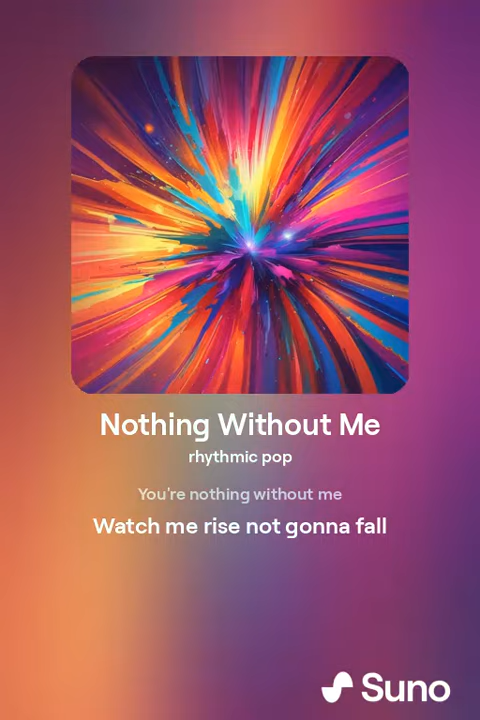 Nothing Without Me
rhythmic pop
You're nothing without me
Watch me rise not gonna fall
Suno